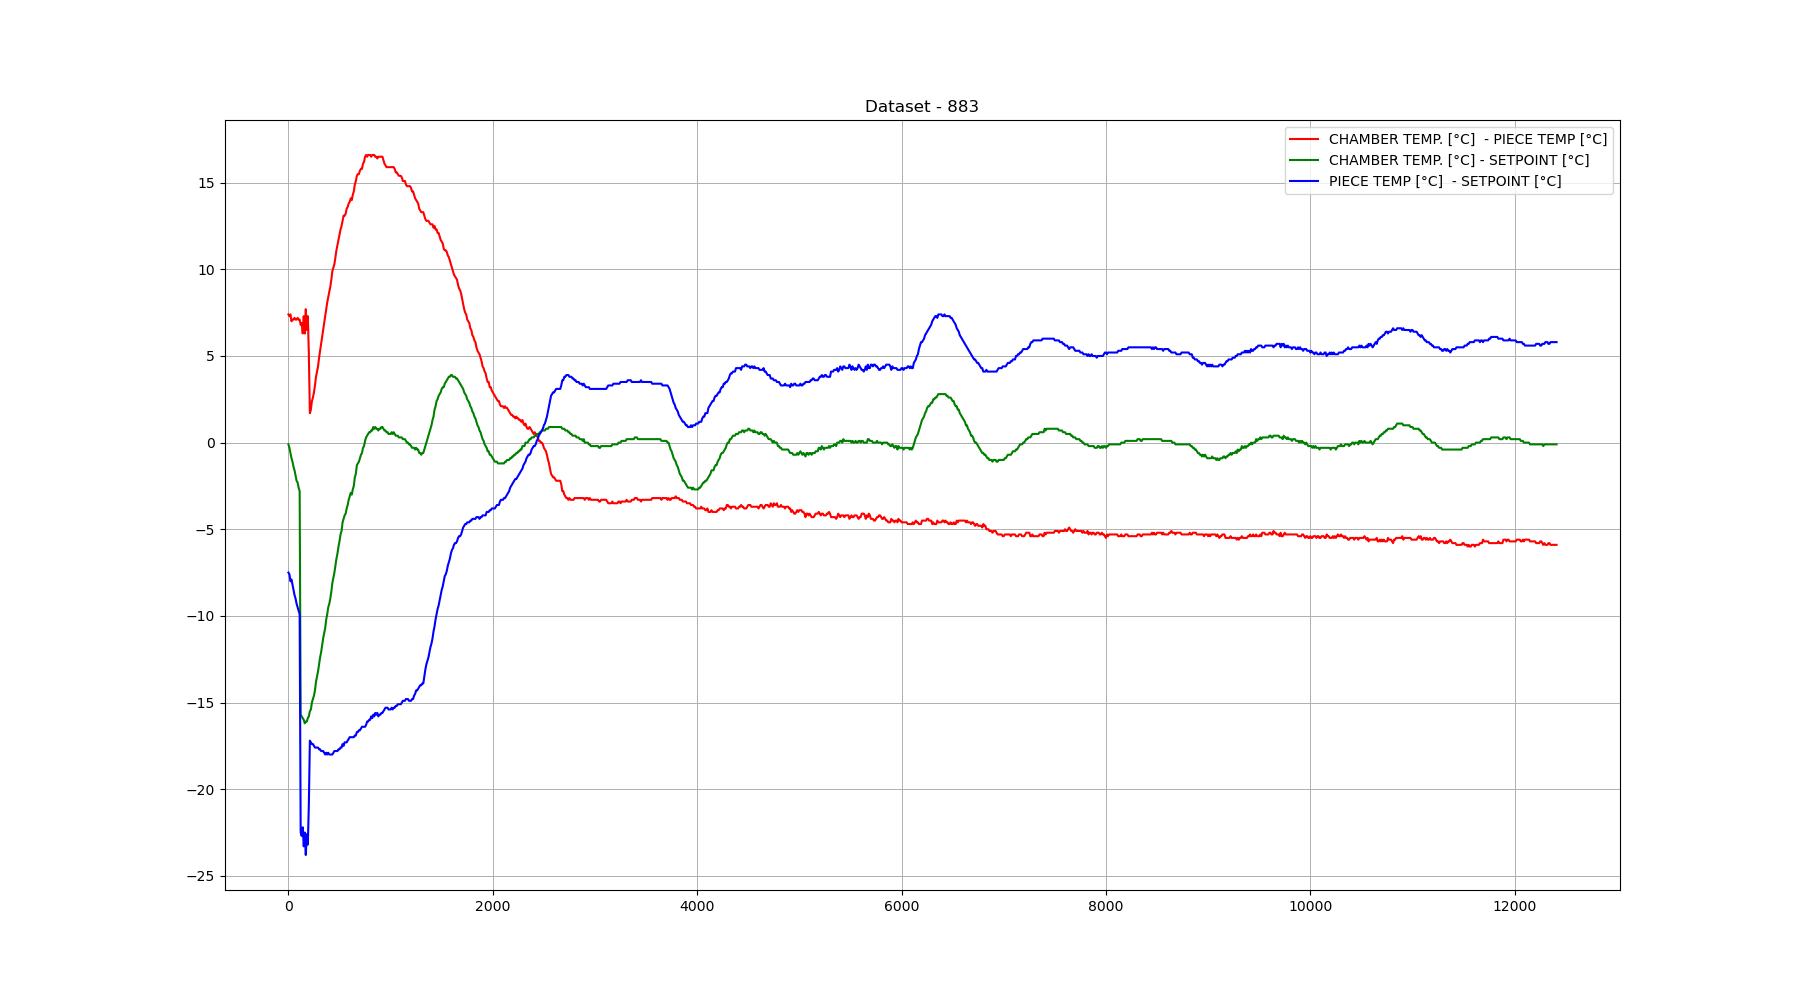 Dataset - 883
CHAMBER TEMP. [°C]  - PIECE TEMP [°C]
CHAMBER TEMP. [°C] - SETPOINT [°C]
PIECE TEMP [°C]  - SETPOINT [°C]
15
10
5
0
−5
−10
−15
−20
−25
0 2000 4000 6000 8000 10000 12000